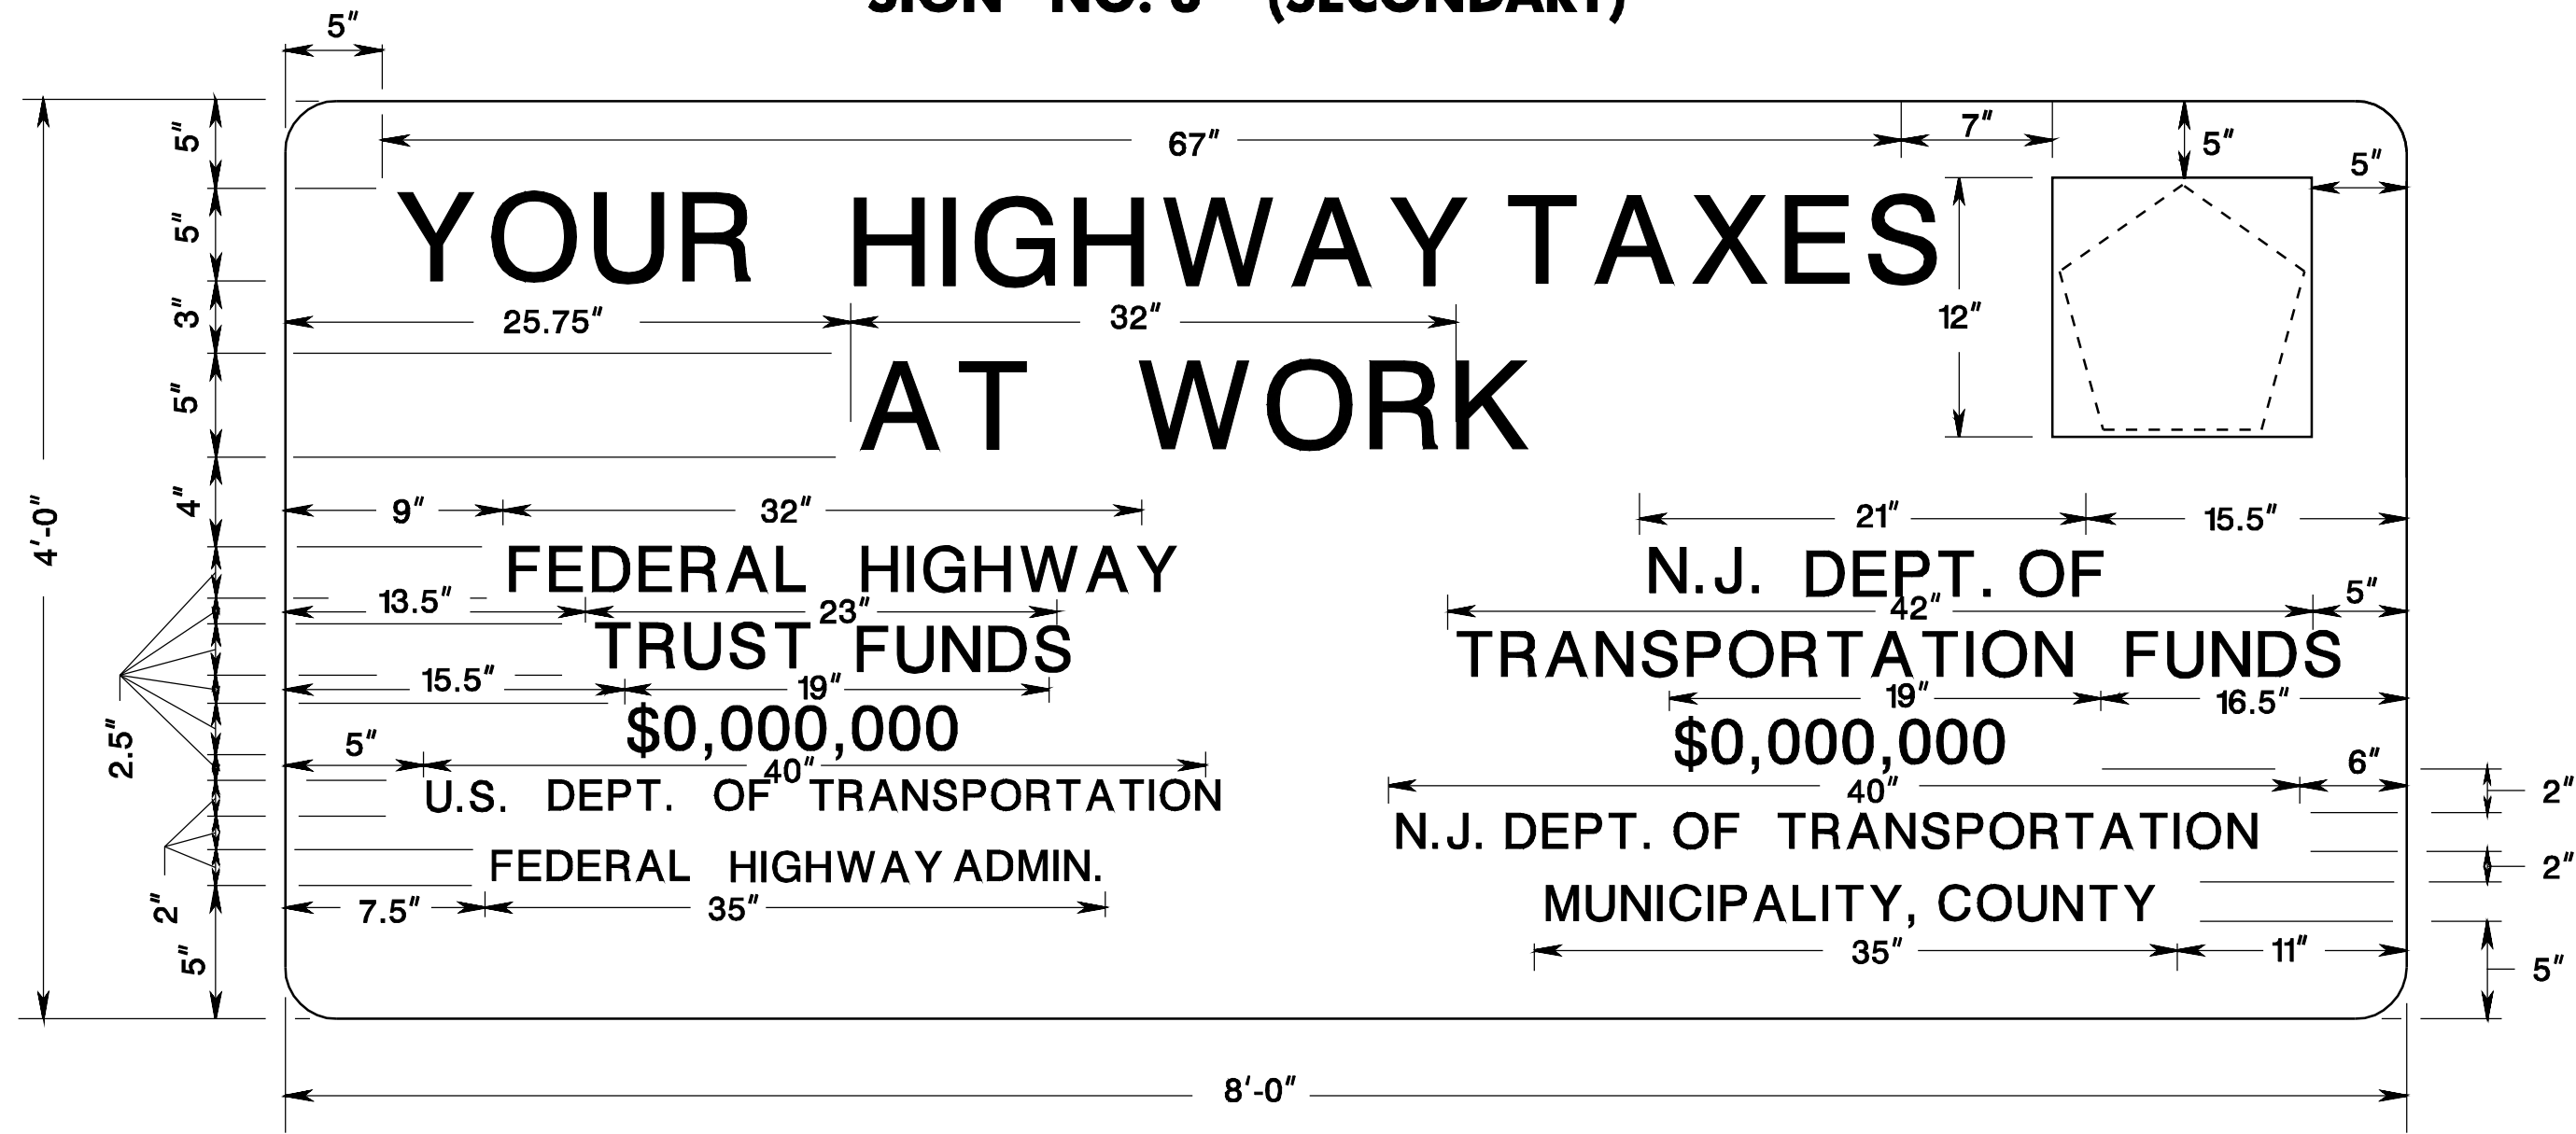 SIGN NO. 8 (SECONDARY)
5"
67" 7" 5" 5"
5"
YOUR HIGHWAY TAXES
5"
25.75" 32" 12"
3"
AT WORK
5"
4'-0"
4"
9" 32" 21" 15.5"
FEDERAL HIGHWAY N.J. DEPT. OF
13.5" 23" 42" 5"
TRUST FUNDS TRANSPORTATION FUNDS
15.5" 19" 19" 16.5"
2.5"
$0,000,000 $0,000,000
5" 40" 40" 6"
2"
U.S. DEPT. OF TRANSPORTATION N.J. DEPT. OF TRANSPORTATION
2"
FEDERAL HIGHWAY ADMIN. MUNICIPALITY, COUNTY
2"
7.5" 35" 35" 11"
5" 5"
8'-0"